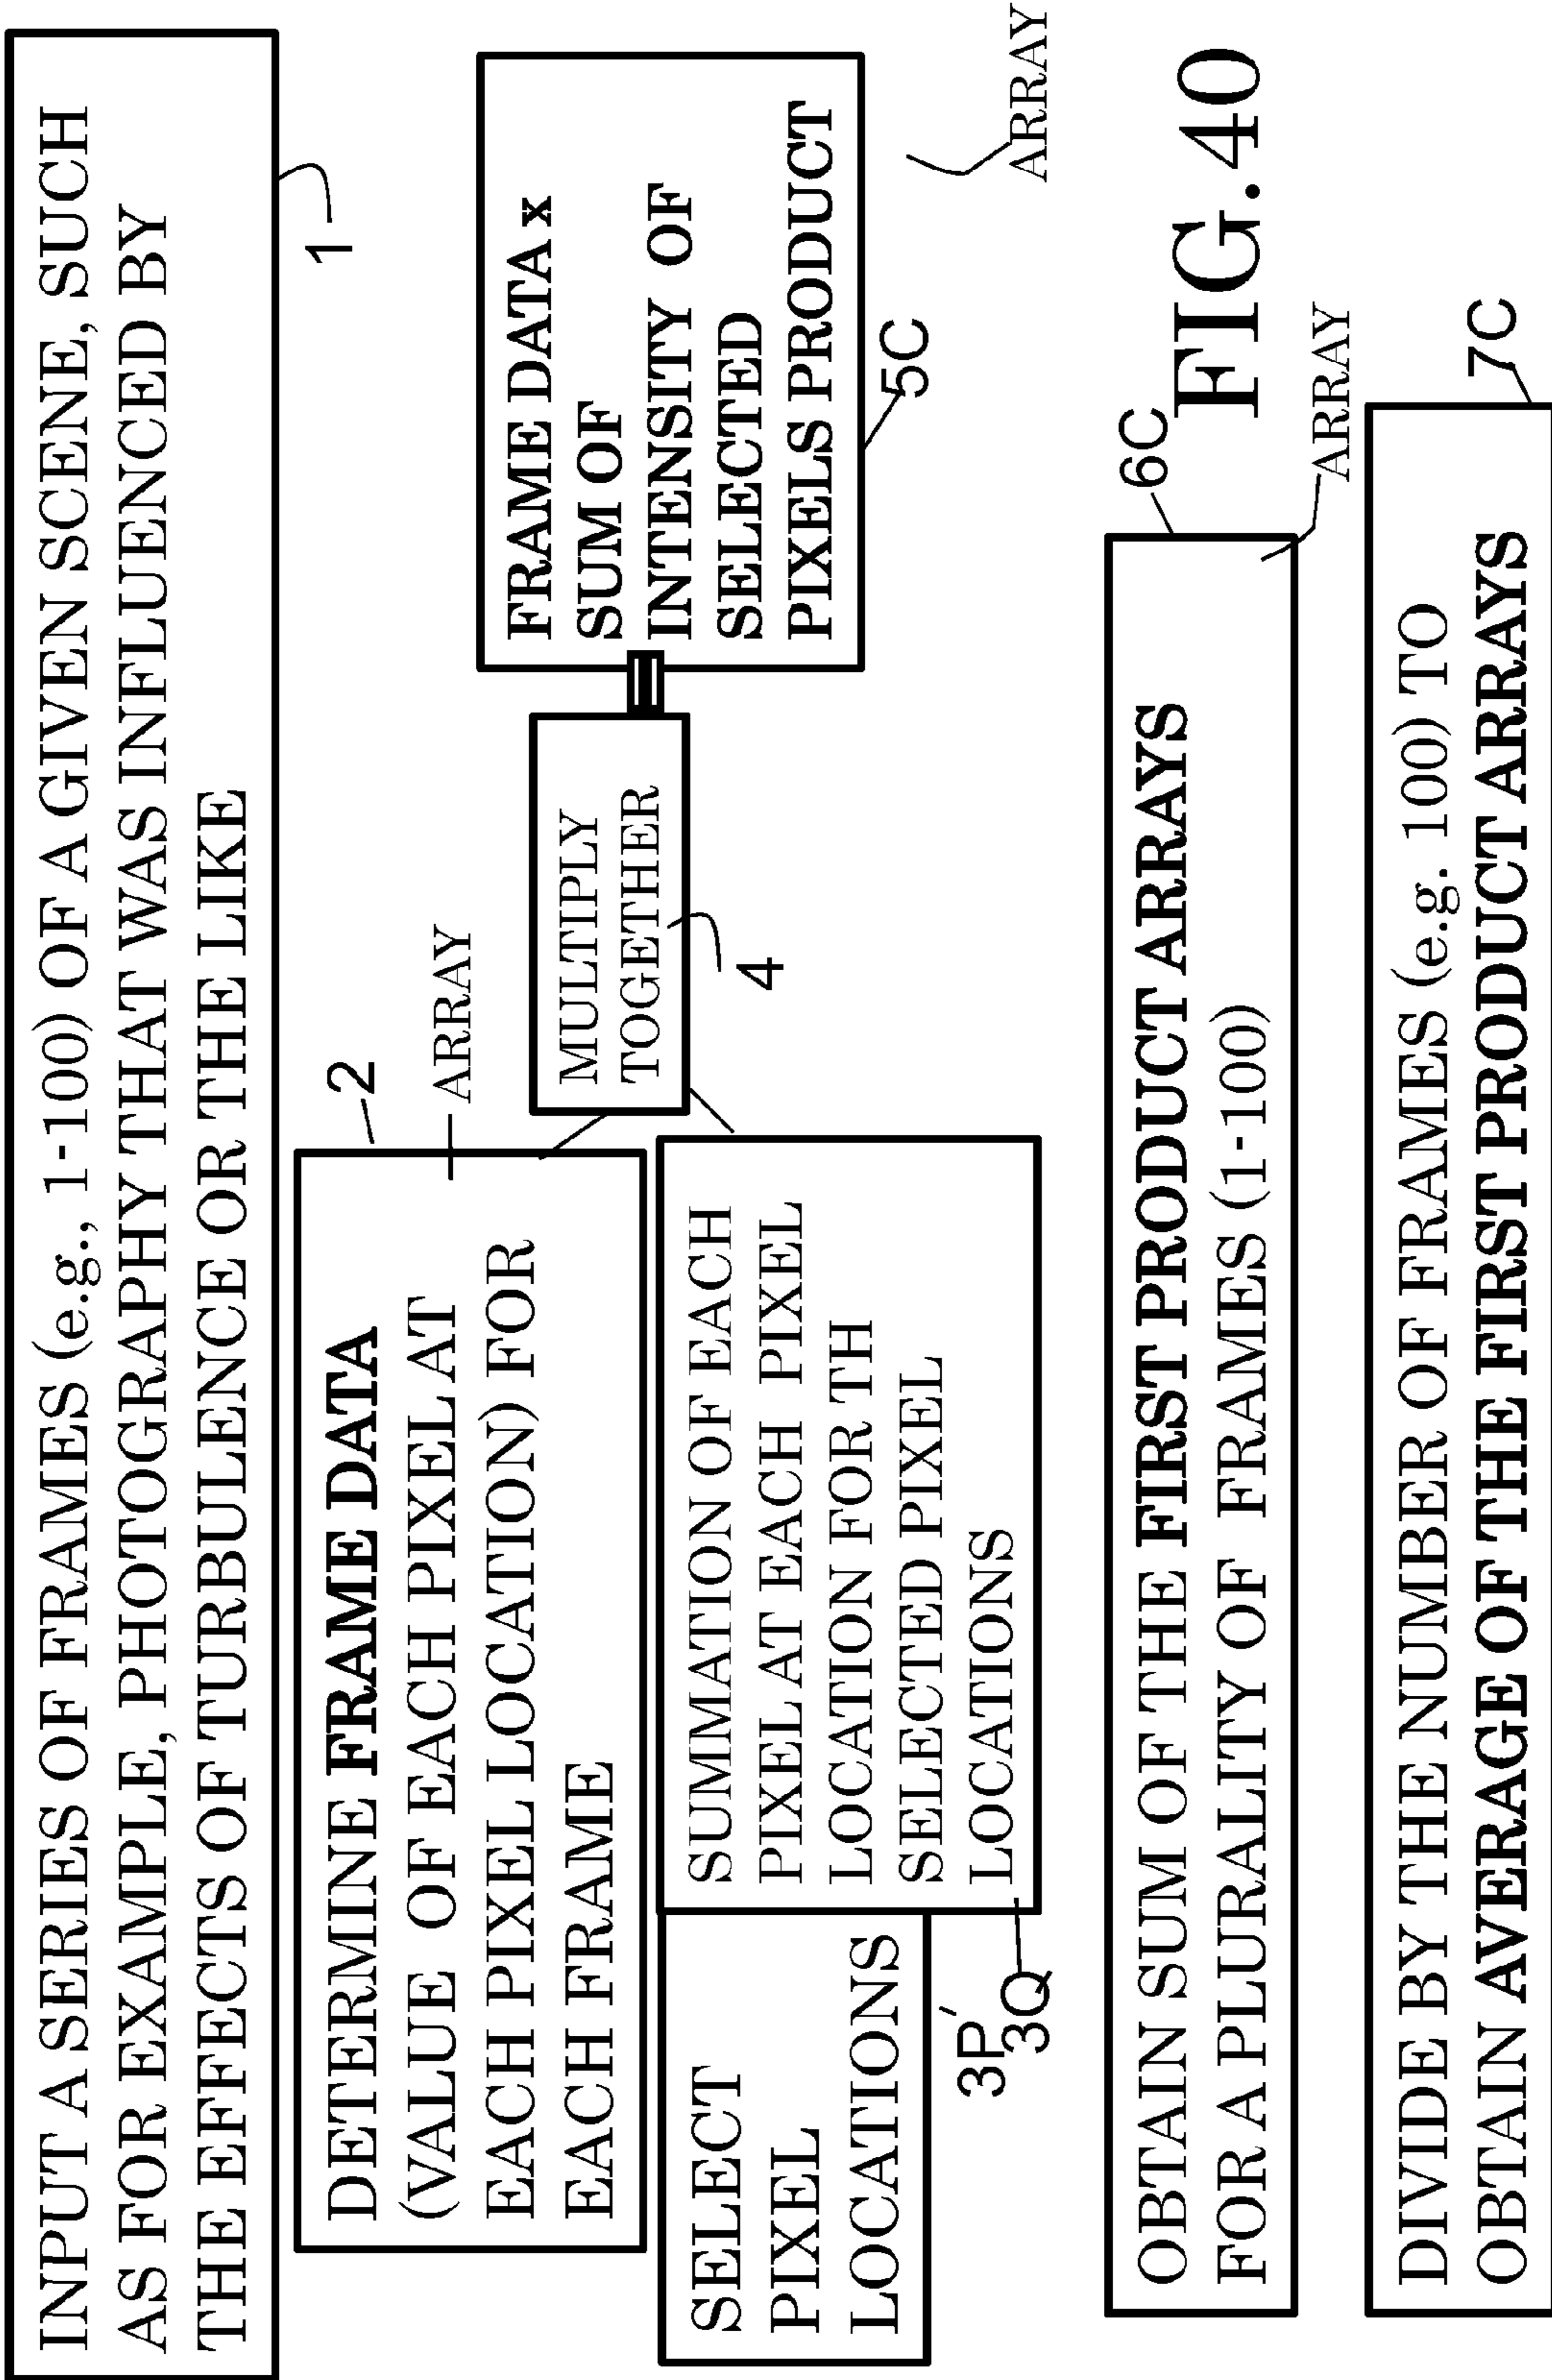 INPUT A SERIES OF FRAMES (e.g., 1-100) OF A GIVEN SCENE, SUCH
AS FOR EXAMPLE, PHOTOGRAPHY THAT WAS INFLUENCED BY
THE EFFECTS OF TURBULENCE OR THE LIKE
1
DETERMINE FRAME DATA
(VALUE OF EACH PIXEL AT
EACH PIXEL LOCATION) FOR
EACH FRAME
2
ARRAY
SELECT
PIXEL
LOCATIONS
3P'
SUMMATION OF EACH
PIXEL AT EACH PIXEL
LOCATION FOR TH
SELECTED PIXEL
LOCATIONS
3Q
MULTIPLY
TOGETHER
4
FRAME DATA x
SUM OF
INTENSITY OF
SELECTED
PIXELS PRODUCT
5C
ARRAY
OBTAIN SUM OF THE FIRST PRODUCT ARRAYS
FOR A PLURALITY OF FRAMES (1-100)
6C
FIG.40
ARRAY
DIVIDE BY THE NUMBER OF FRAMES (e.g. 100) TO
OBTAIN AVERAGE OF THE FIRST PRODUCT ARRAYS
7C